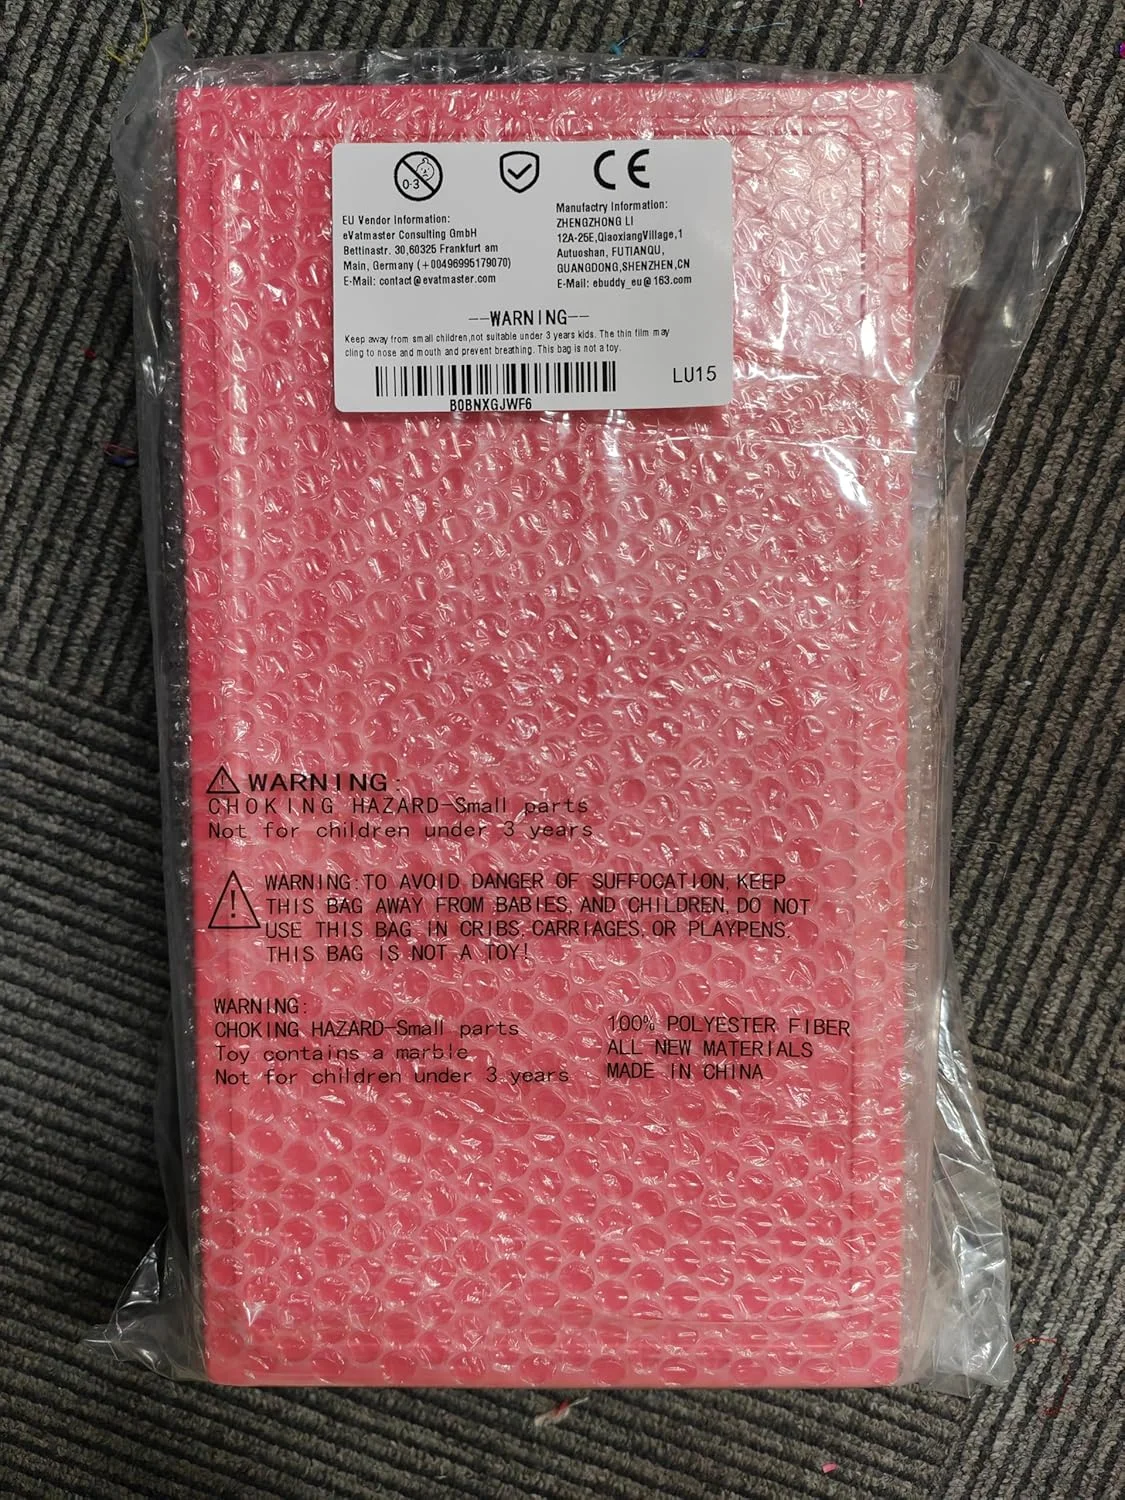 0-3
CE
EU Vendor Information:
eVatmaster Consulting GmbH
Bettinastr. 30,60325 Frankfurt am
Main, Germany (+00496995179070)
E-Mail: contact@evatmaster.com
Manufactry Information:
ZHENGZHONG LI
12A-25E,QiaoxiangVillage,1
Autuoshan, FUTIANQU,
GUANGDONG,SHENZHEN,CN
E-Mail: ebuddy_eu@163.com
--WARNING--
Keep away from small children,not suitable under 3 years kids. The thin film may
cling to nose and mouth and prevent breathing. This bag is not a toy.
B0BNXGJWF6
LU15
WARNING:
CHOKING HAZARD-Small parts
Not for children under 3 years
WARNING:TO AVOID DANGER OF SUFFOCATION, KEEP
THIS BAG AWAY FROM BABIES, AND CHILDREN, DO NOT
USE THIS BAG IN CRIBS, CARRIAGES, OR PLAYPENS.
THIS BAG IS NOT A TOY!
WARNING:
CHOKING HAZARD-Small parts
Toy contains a marble
Not for children under 3 years
100% POLYESTER FIBER
ALL NEW MATERIALS
MADE IN CHINA